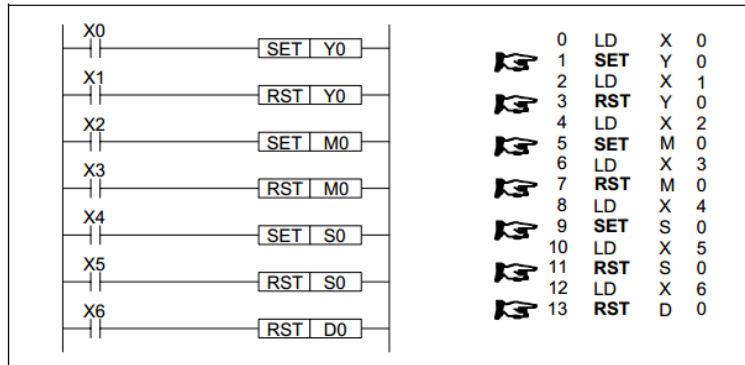 X0
SET Y0
X1
RST Y0
X2
SET M0
X3
RST M0
X4
SET S0
X5
RST S0
X6
RST D0
0 LD X 0
1 SET Y 0
2 LD X 1
3 RST Y 0
4 LD X 2
5 SET M 0
6 LD X 3
7 RST M 0
8 LD X 4
9 SET S 0
10 LD X 5
11 RST S 0
12 LD X 6
13 RST D 0